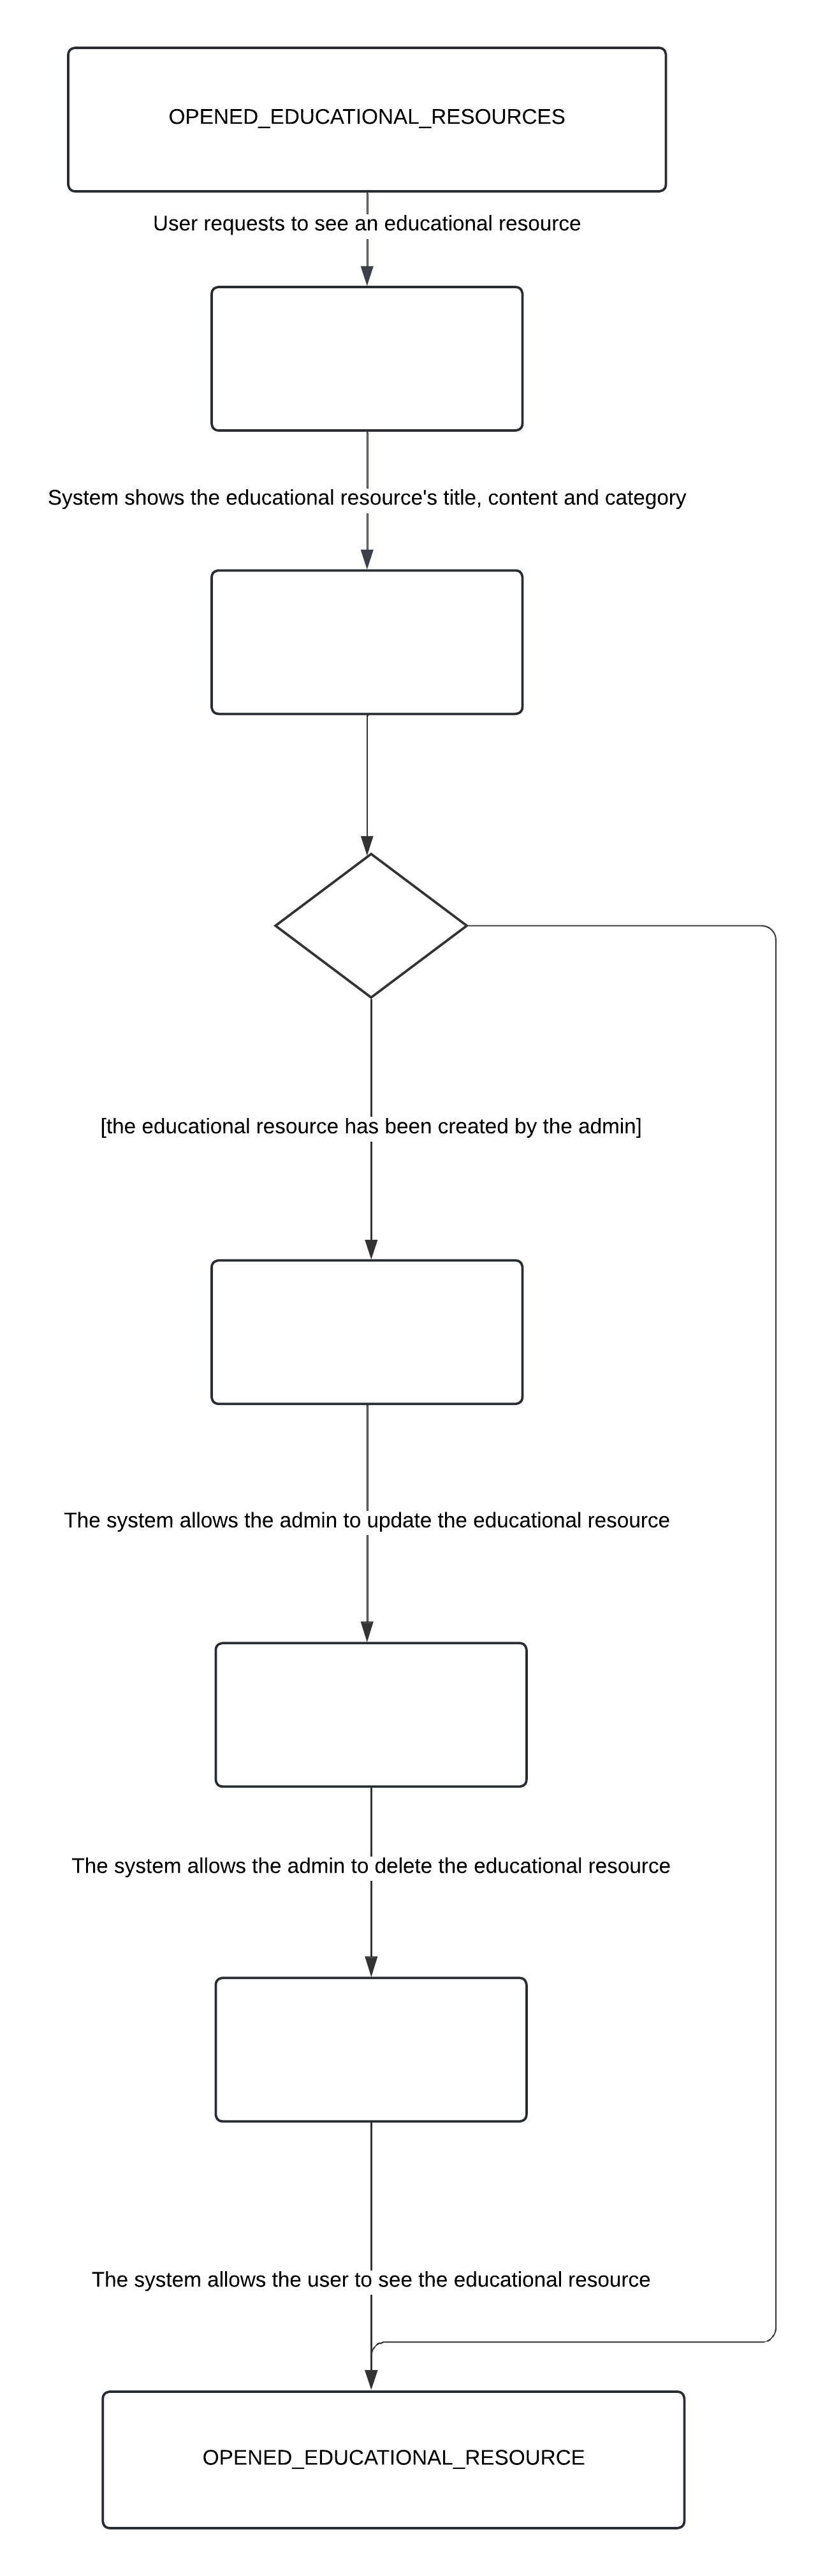 OPENED_EDUCATIONAL_RESOURCES
User requests to see an educational resource
System shows the educational resource's title, content and category
[the educational resource has been created by the admin]
The system allows the admin to update the educational resource
The system allows the admin to delete the educational resource
The system allows the user to see the educational resource
OPENED_EDUCATIONAL_RESOURCE